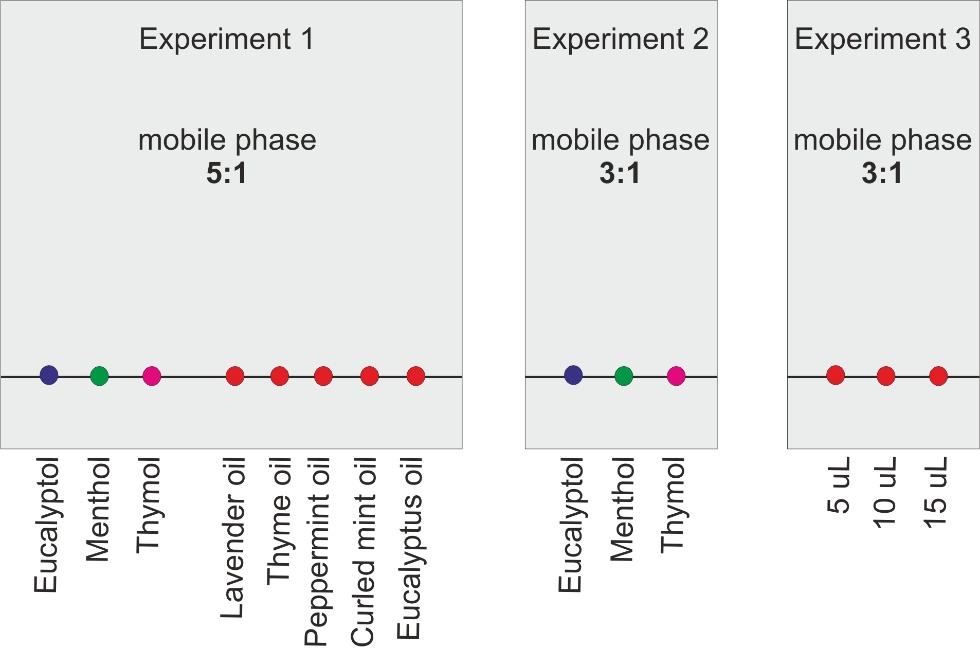 Experiment 1
mobile phase
5:1
Eucalyptol
Menthol
Thymol
Lavender oil
Thyme oil
Peppermint oil
Curled mint oil
Eucalyptus oil
Experiment 2
mobile phase
3:1
Eucalyptol
Menthol
Thymol
Experiment 3
mobile phase
3:1
5 uL
10 uL
15 uL